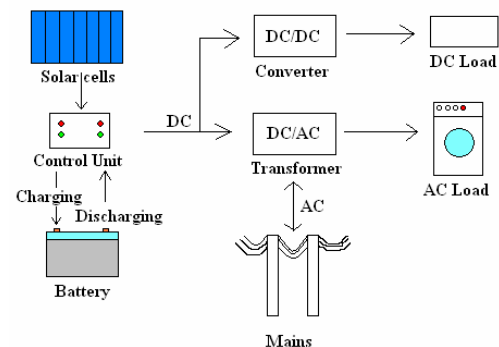 Solar cells
DC/DC
Converter
DC Load
DC
DC/AC
Transformer
Control Unit
AC Load
Charging
Discharging
AC
Battery
Mains